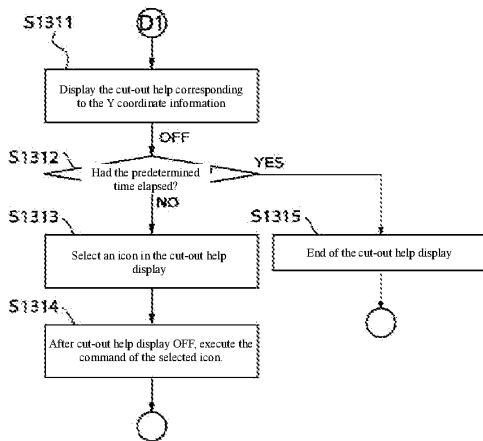 S1311
D1
Display the cut-out help corresponding
to the Y coordinate information
OFF
S1312
Had the predetermined
time elapsed?
YES
NO
S1313
Select an icon in the cut-out help
display
S1315
End of the cut-out help display
S1314
After cut-out help display OFF, execute the
command of the selected icon.